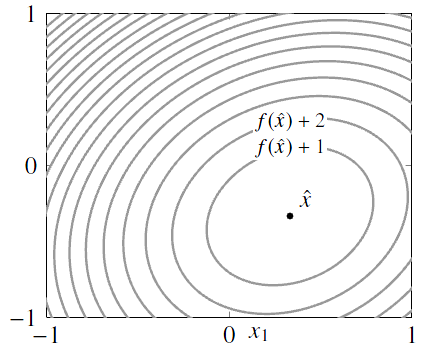 1
f(x̂) + 2
f(x̂) + 1
0
x̂
−1
−1 0 x₁ 1